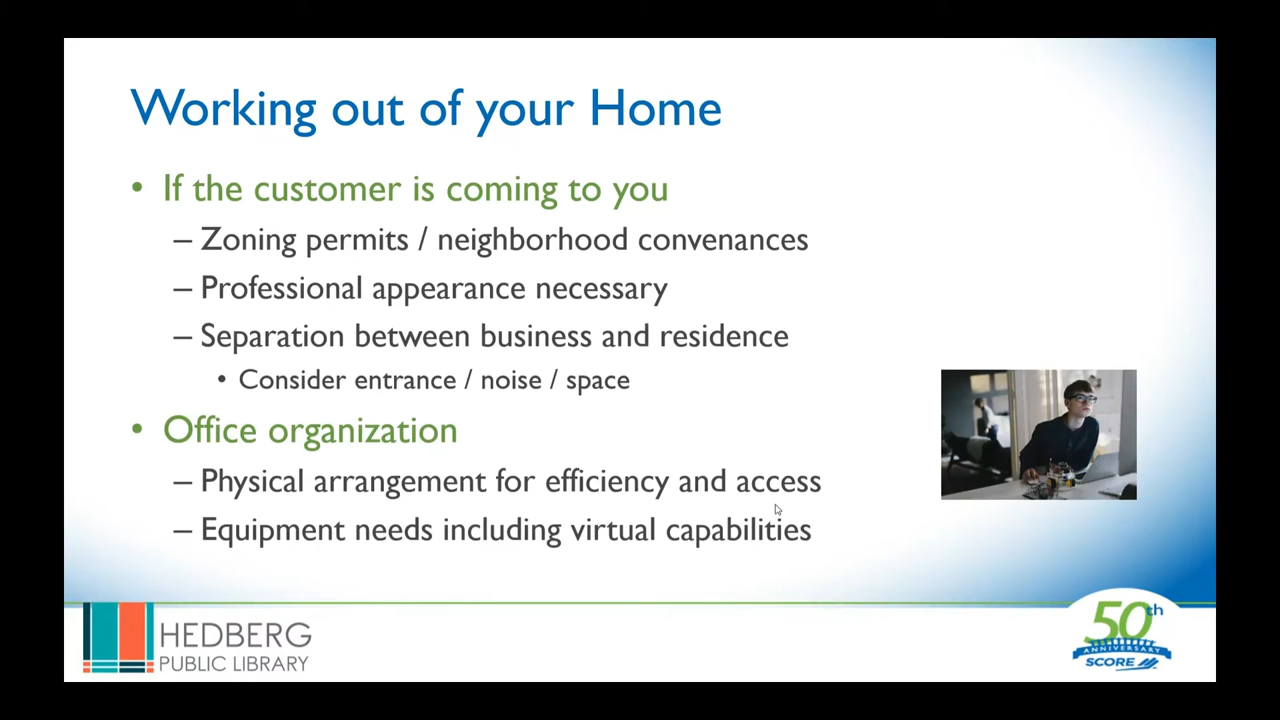 Working out of your Home
• If the customer is coming to you
– Zoning permits / neighborhood convenances
– Professional appearance necessary
– Separation between business and residence
• Consider entrance / noise / space
• Office organization
– Physical arrangement for efficiency and access
– Equipment needs including virtual capabilities
HEDBERG
PUBLIC LIBRARY
50th
ANNIVERSARY
SCORE